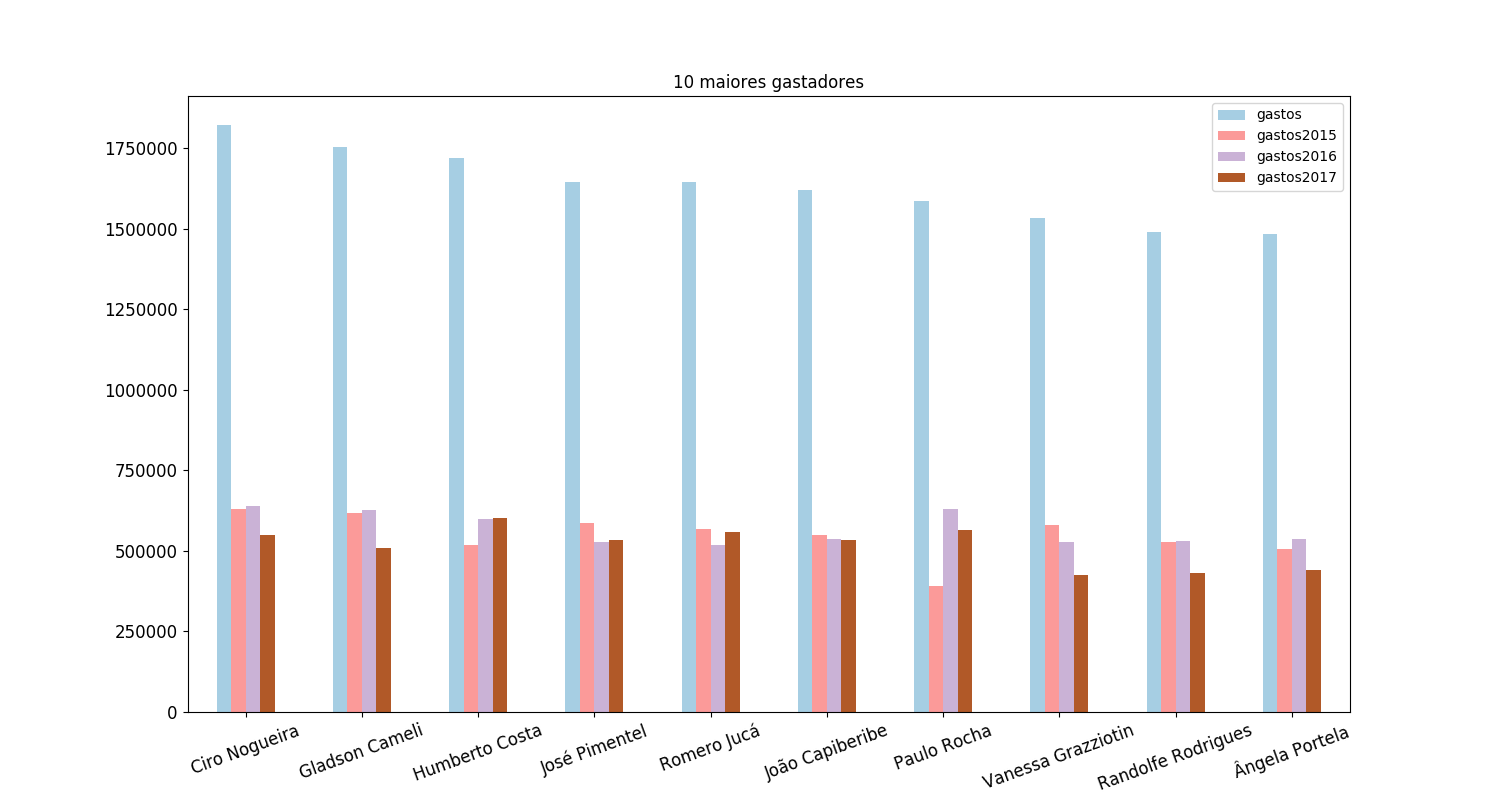 10 maiores gastadores
gastos
gastos2015
gastos2016
gastos2017
1750000
1500000
1250000
1000000
750000
500000
250000
0
Ciro Nogueira
Gladson Cameli
Humberto Costa
José Pimentel
Romero Jucá
João Capiberibe
Paulo Rocha
Vanessa Grazziotin
Randolfe Rodrigues
Ângela Portela